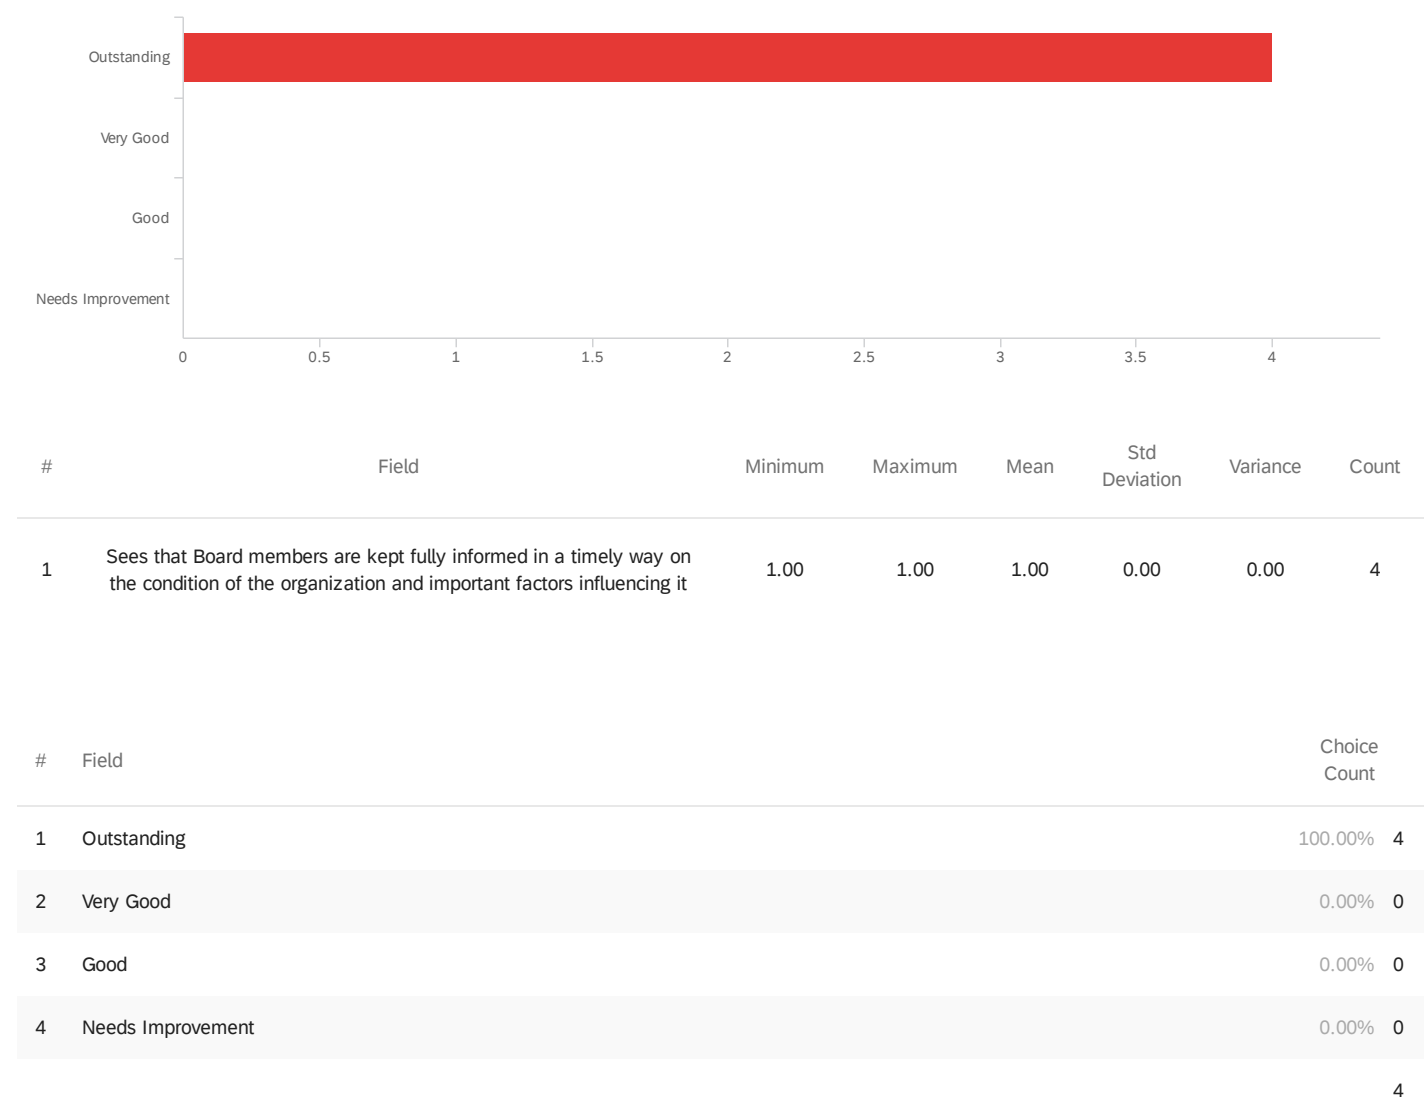 Outstanding
Very Good
Good
Needs Improvement
0 0.5 1 1.5 2 2.5 3 3.5 4
# Field Minimum Maximum Mean Std Deviation Variance Count
1 Sees that Board members are kept fully informed in a timely way on
the condition of the organization and important factors influencing it 1.00 1.00 1.00 0.00 0.00 4
# Field Choice Count
1 Outstanding 100.00% 4
2 Very Good 0.00% 0
3 Good 0.00% 0
4 Needs Improvement 0.00% 0
4